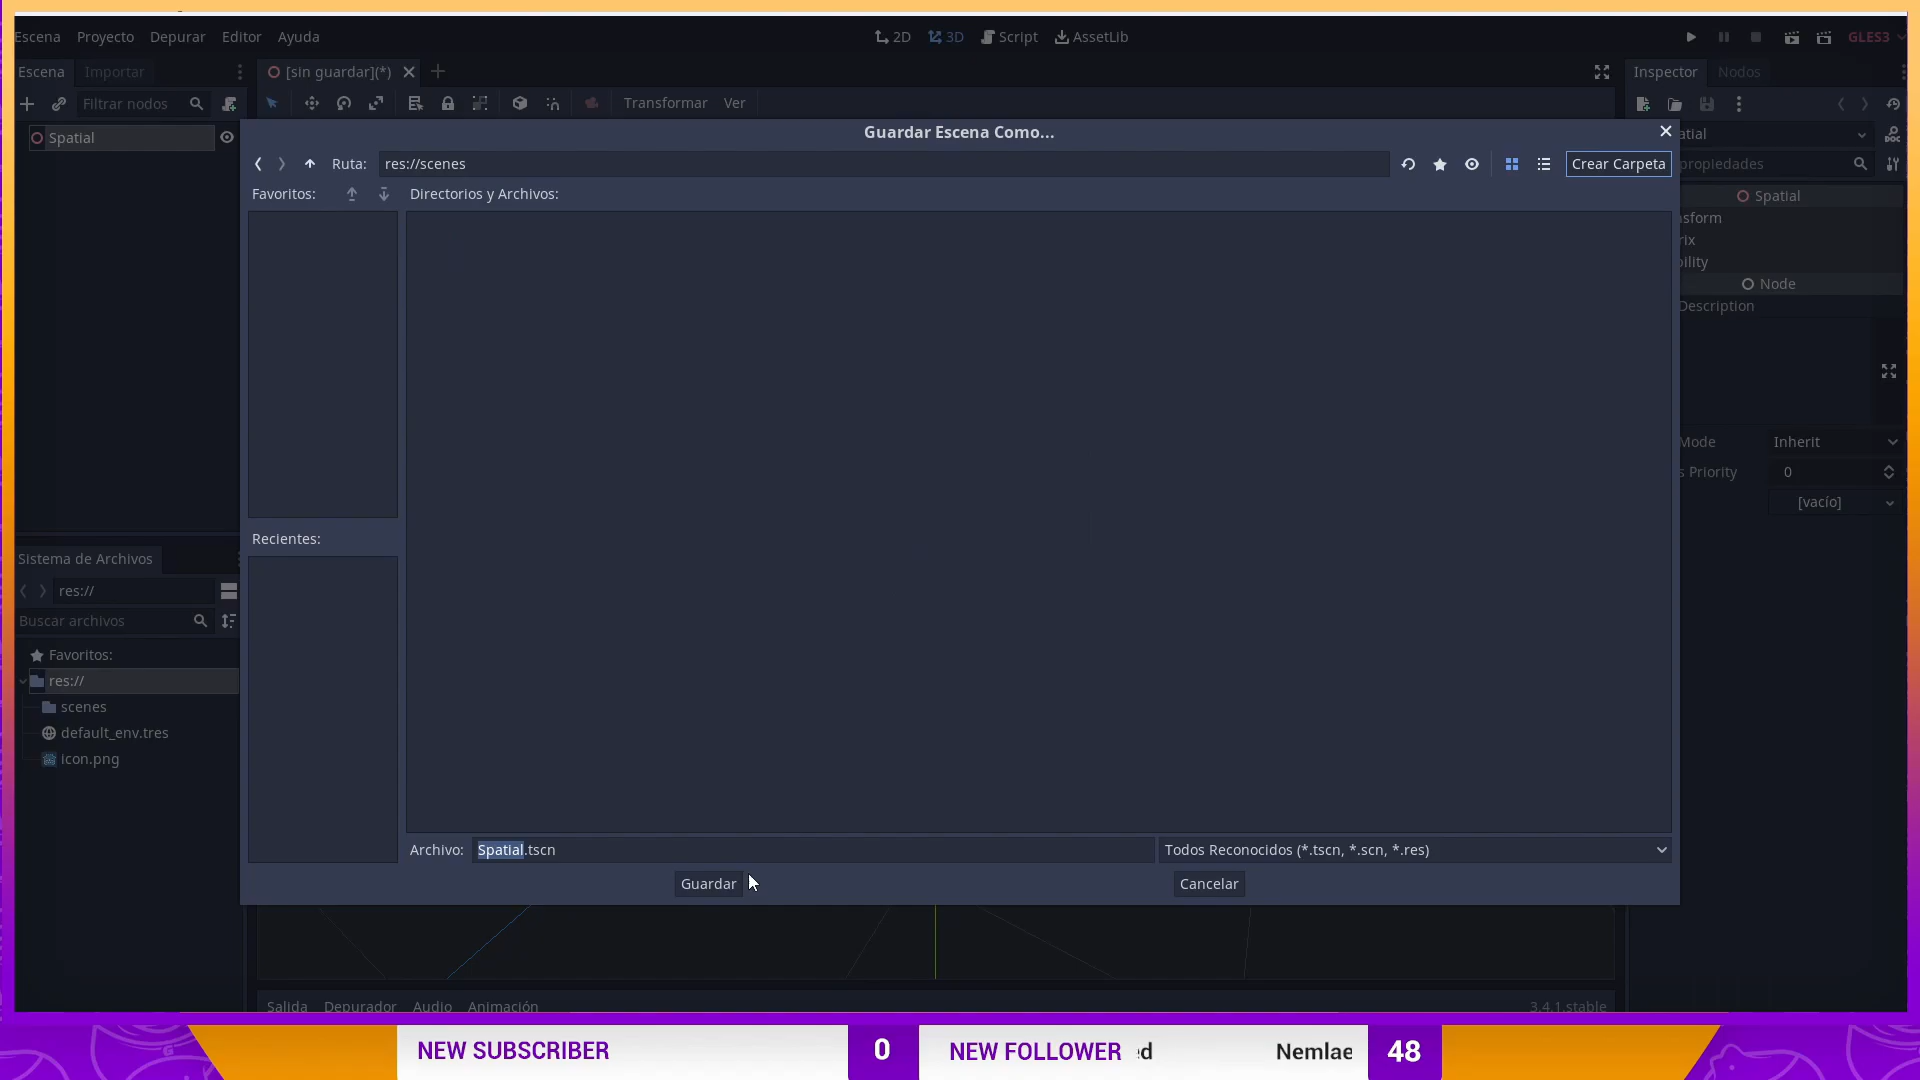 Escena Proyecto Depurar Editor Ayuda 2D 3D Script AssetLib GLES3
Escena Importar [sin guardar](*) Inspector Nodos
Filtrar nodos Transformar Ver
Spatial
Guardar Escena Como...
Ruta: res://scenes Crear Carpeta
propiedades
Favoritos: Directorios y Archivos:
Spatial
Node
Description
Mode Inherit
Priority 0
[vacío]
Recientes:
Sistema de Archivos
res://
Buscar archivos
Favoritos:
res://
scenes
default_env.tres
icon.png
Archivo: Spatial.tscn Todos Reconocidos (*.tscn, *.scn, *.res)
Guardar Cancelar
Salida Depurador Audio Animación 3.4.1.stable
NEW SUBSCRIBER 0 NEW FOLLOWER Nemlae 48